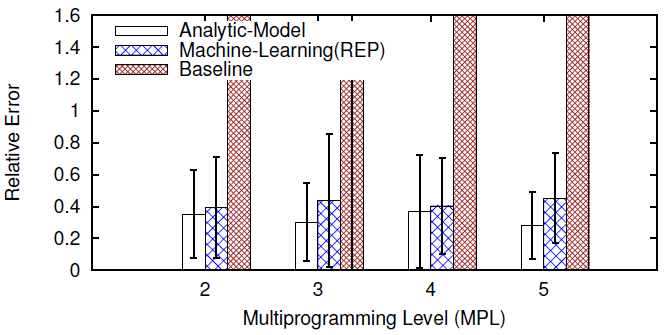 1.6
1.4
1.2
1
0.8
0.6
0.4
0.2
0
Relative Error
Analytic-Model
Machine-Learning(REP)
Baseline
2 3 4 5
Multiprogramming Level (MPL)